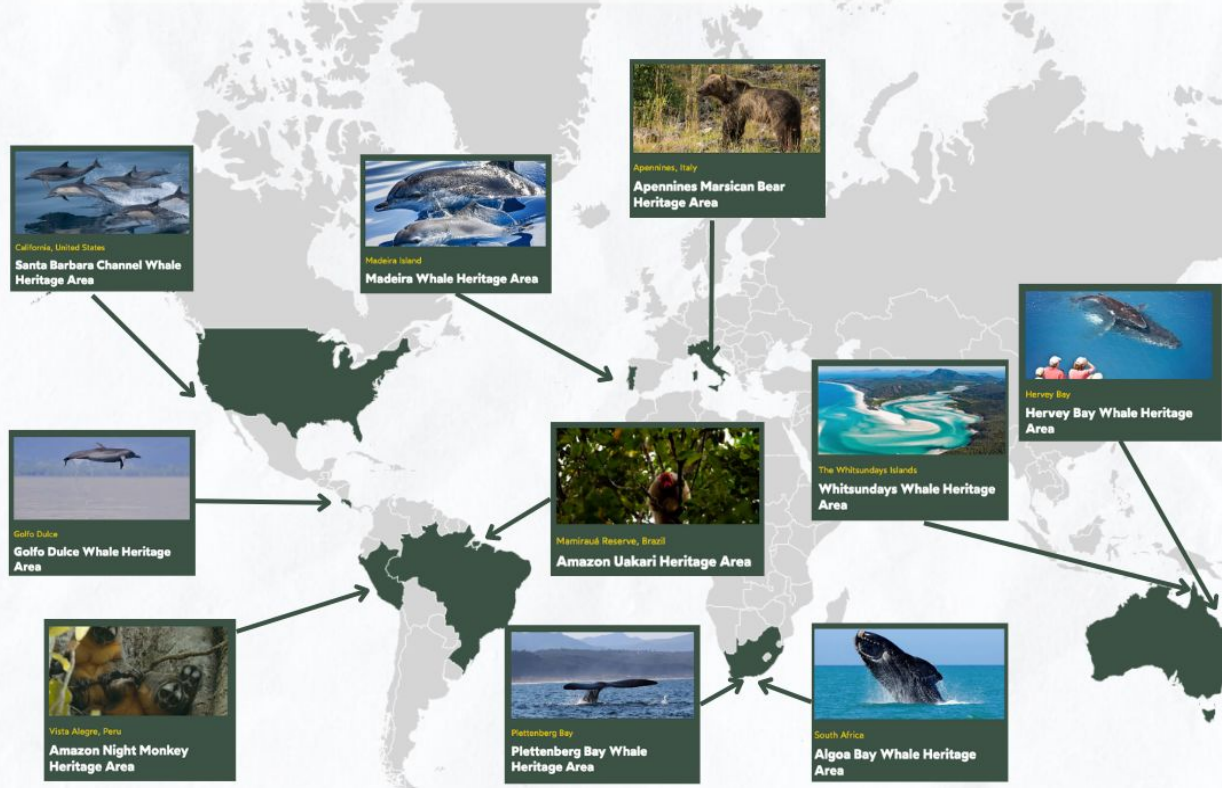 Apennines, Italy
Apennines Marsican Bear
Heritage Area
California, United States
Santa Barbara Channel Whale
Heritage Area
Madeira Island
Madeira Whale Heritage Area
Hervey Bay
Hervey Bay Whale Heritage
Area
The Whitsundays Islands
Whitsundays Whale Heritage
Area
Golfo Dulce
Golfo Dulce Whale Heritage
Area
Mamirauá Reserve, Brazil
Amazon Uakari Heritage Area
Vista Alegre, Peru
Amazon Night Monkey
Heritage Area
Plettenberg Bay
Plettenberg Bay Whale
Heritage Area
South Africa
Algoa Bay Whale Heritage
Area